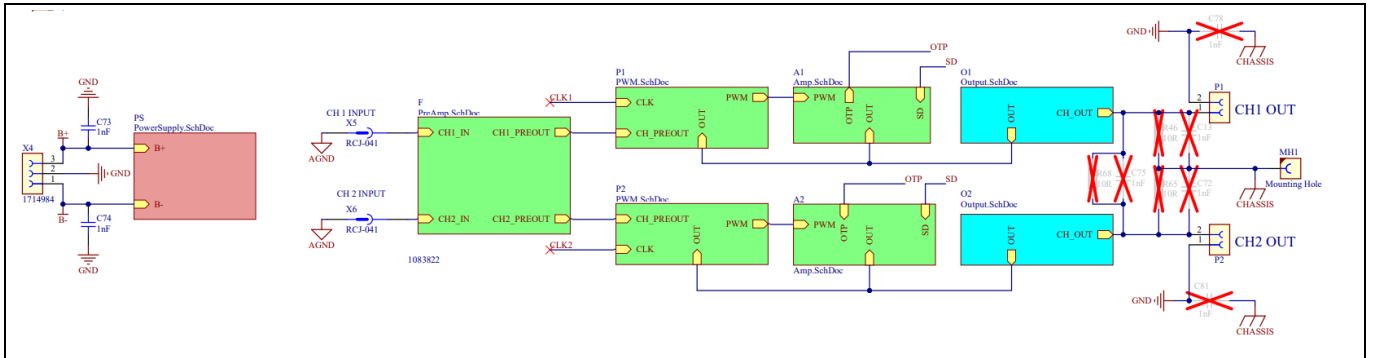 C78
GND
1nF
CHASSIS
OTP
SD
P1
PWM.SchDoc
A1
Amp.SchDoc
O1
Output.SchDoc
P1
2
1
CH1 OUT
CLK1
CLK
PWM
PWM
OTP
SD
OUT
CH_OUT
CH_PREOUT
OUT
OUT
GND
C73
1nF
B+
PS
PowerSupply.SchDoc
B+
X4
3
2
1
GND
1714984
B-
B-
C74
1nF
GND
CH 1 INPUT
X5
RCJ-041
AGND
F
PreAmp.SchDoc
CH1_IN
CH1_PREOUT
CH 2 INPUT
X6
RCJ-041
AGND
CH2_IN
CH2_PREOUT
1083822
R46
10R
C13
1nF
R68
10R
C75
1nF
R65
10R
C72
1nF
MH1
Mounting Hole
CHASSIS
OTP
SD
P2
PWM.SchDoc
A2
O2
Output.SchDoc
CH_PREOUT
PWM
PWM
OTP
SD
OUT
CH_OUT
2
1
P2
CH2 OUT
CLK2
CLK
OUT
OUT
Amp.SchDoc
C81
GND
1nF
CHASSIS